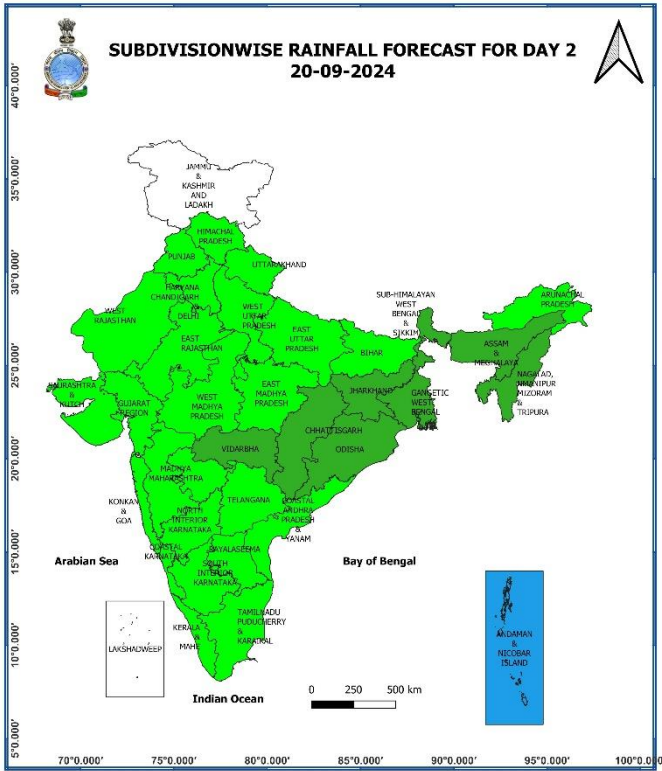 SUBDIVISIONWISE RAINFALL FORECAST FOR DAY 2
20-09-2024
40°0.000'
35°0.000'
30°0.000'
25°0.000'
20°0.000'
15°0.000'
10°0.000'
5°0.000'
JAMMU
&
KASHMIR
AND
LADAKH
HIMACHAL
PRADESH
PUNJAB
UTTARAKHAND
HARYANA
CHANDIGARH
DELHI
WEST
RAJASTHAN
WEST
UTTAR
PRADESH
EAST
RAJASTHAN
EAST
UTTAR
PRADESH
BIHAR
SUB-HIMALAYAN
WEST
BENGAL
&
SIKKIM
ARUNACHAL
PRADESH
ASSAM
&
MEGHALAYA
MIZORAM
&
TRIPURA
SAURASHTRA
&
KUTCH
GUJARAT
REGION
WEST
MADHYA
PRADESH
EAST
MADHYA
PRADESH
JHARKHAND
GANGETIC
WEST
BENGAL
CHHATTISGARH
VIDARBHA
ODISHA
MADHYA
MAHARASHTRA
KONKAN
&
GOA
TELANGANA
COASTAL
ANDHRA
PRADESH
&
YANAM
NORTH
INTERIOR
KARNATAKA
COASTAL
KARNATAKA
RAYALASEEMA
SOUTH
INTERIOR
KARNATAKA
KERALA
&
MAHE
TAMILNADU
PUDUCHERRY
&
KARAIKAL
LAKSHADWEEP
ANDAMAN
&
NICOBAR
ISLAND
Arabian Sea
Bay of Bengal
Indian Ocean
0 250 500 km
70°0.000' 75°0.000' 80°0.000' 85°0.000' 90°0.000' 95°0.000' 100°0.0